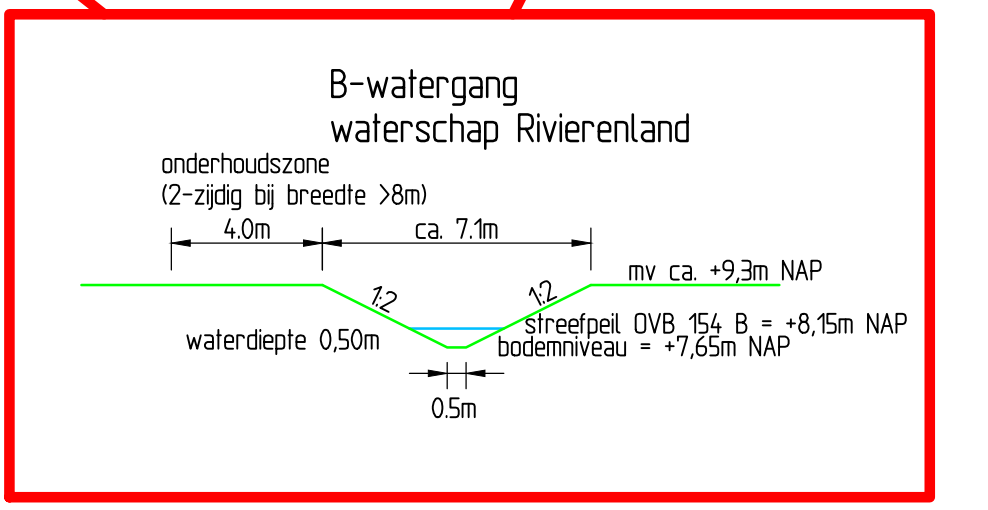 B-watergang
waterschap Rivierenland
onderhoudszone
(2-zijdig bij breedte >8m)
4.0m
ca. 7.1m
mv ca. +9,3m NAP
1:2
1:2
streefpeil OVB 154 B = +8,15m NAP
waterdiepte 0,50m
bodemniveau = +7,65m NAP
0.5m